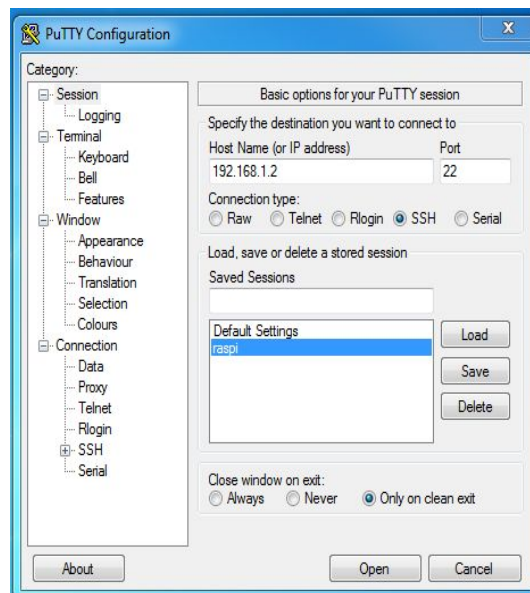 PuTTY Configuration
X
Category:
Session
Logging
Terminal
Keyboard
Bell
Features
Window
Appearance
Behaviour
Translation
Selection
Colours
Connection
Data
Proxy
Telnet
Rlogin
SSH
Serial
Basic options for your PuTTY session
Specify the destination you want to connect to
Host Name (or IP address) Port
192.168.1.2 22
Connection type:
Raw Telnet Rlogin SSH Serial
Load, save or delete a stored session
Saved Sessions
Default Settings
raspi
Load
Save
Delete
Close window on exit:
Always Never Only on clean exit
About Open Cancel